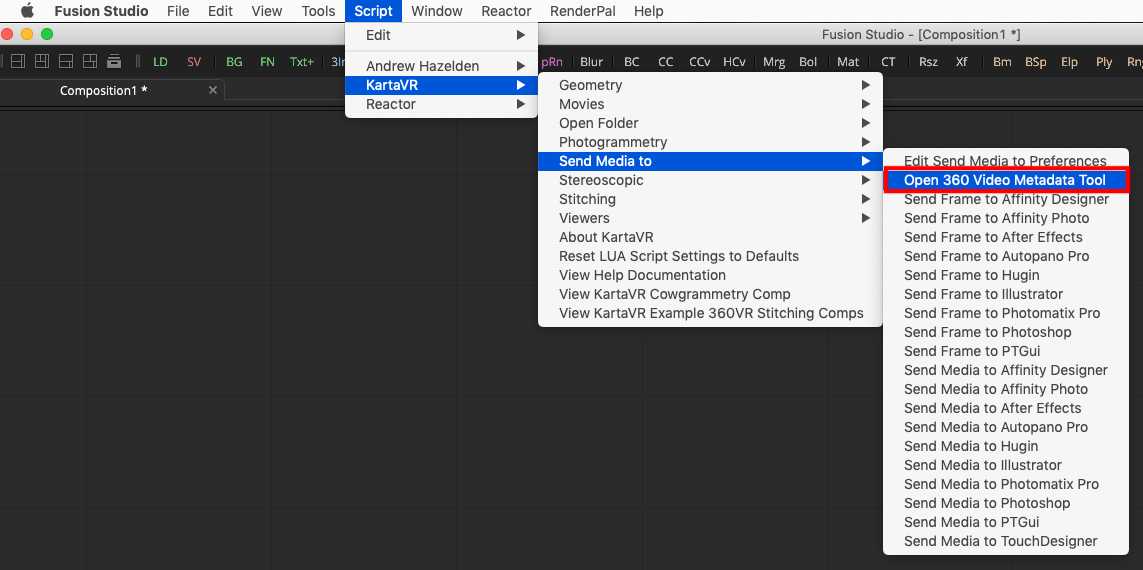 Fusion Studio File Edit View Tools Script Window Reactor RenderPal Help
Fusion Studio - [Composition1 *]
LD SV BG FN Txt+ 3Im pRn Blur BC CC CCv HCv Mrg Bol Mat CT Rsz Xf Bm BSp Elp Ply Rng
Composition1 *
Edit
Andrew Hazelden
KartaVR
Reactor
Geometry
Movies
Open Folder
Photogrammetry
Send Media to
Stereoscopic
Stitching
Viewers
About KartaVR
Reset LUA Script Settings to Defaults
View Help Documentation
View KartaVR Cowgrammetry Comp
View KartaVR Example 360VR Stitching Comps
Edit Send Media to Preferences
Open 360 Video Metadata Tool
Send Frame to Affinity Designer
Send Frame to Affinity Photo
Send Frame to After Effects
Send Frame to Autopano Pro
Send Frame to Hugin
Send Frame to Illustrator
Send Frame to Photomatix Pro
Send Frame to Photoshop
Send Frame to PTGui
Send Media to Affinity Designer
Send Media to Affinity Photo
Send Media to After Effects
Send Media to Autopano Pro
Send Media to Hugin
Send Media to Illustrator
Send Media to Photomatix Pro
Send Media to Photoshop
Send Media to PTGui
Send Media to TouchDesigner